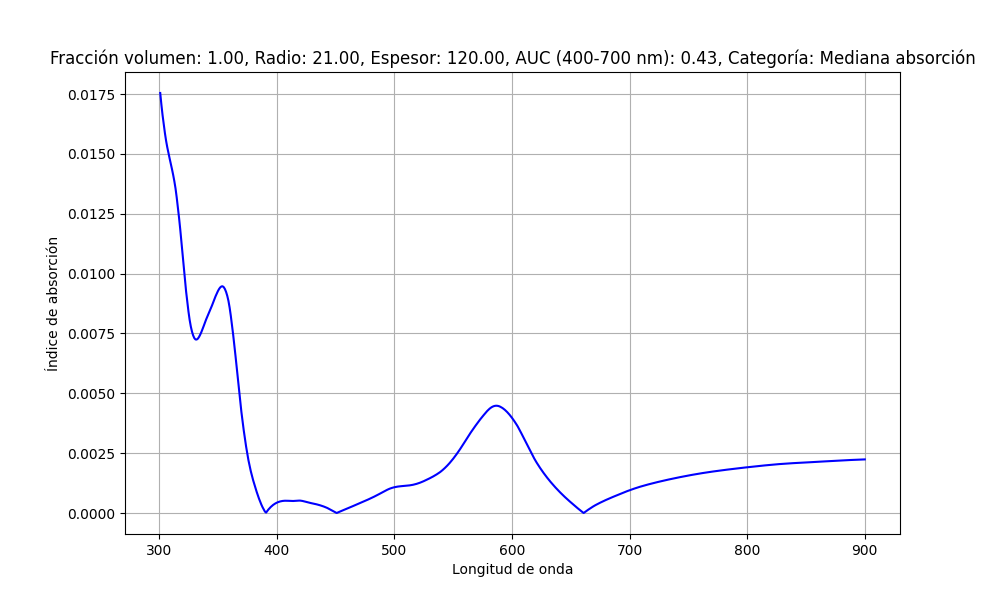 Fracción volumen: 1.00, Radio: 21.00, Espesor: 120.00, AUC (400-700 nm): 0.43, Categoría: Mediana absorción
0.0175
0.0150
0.0125
0.0100
0.0075
0.0050
0.0025
0.0000
Índice de absorción
300 400 500 600 700 800 900
Longitud de onda